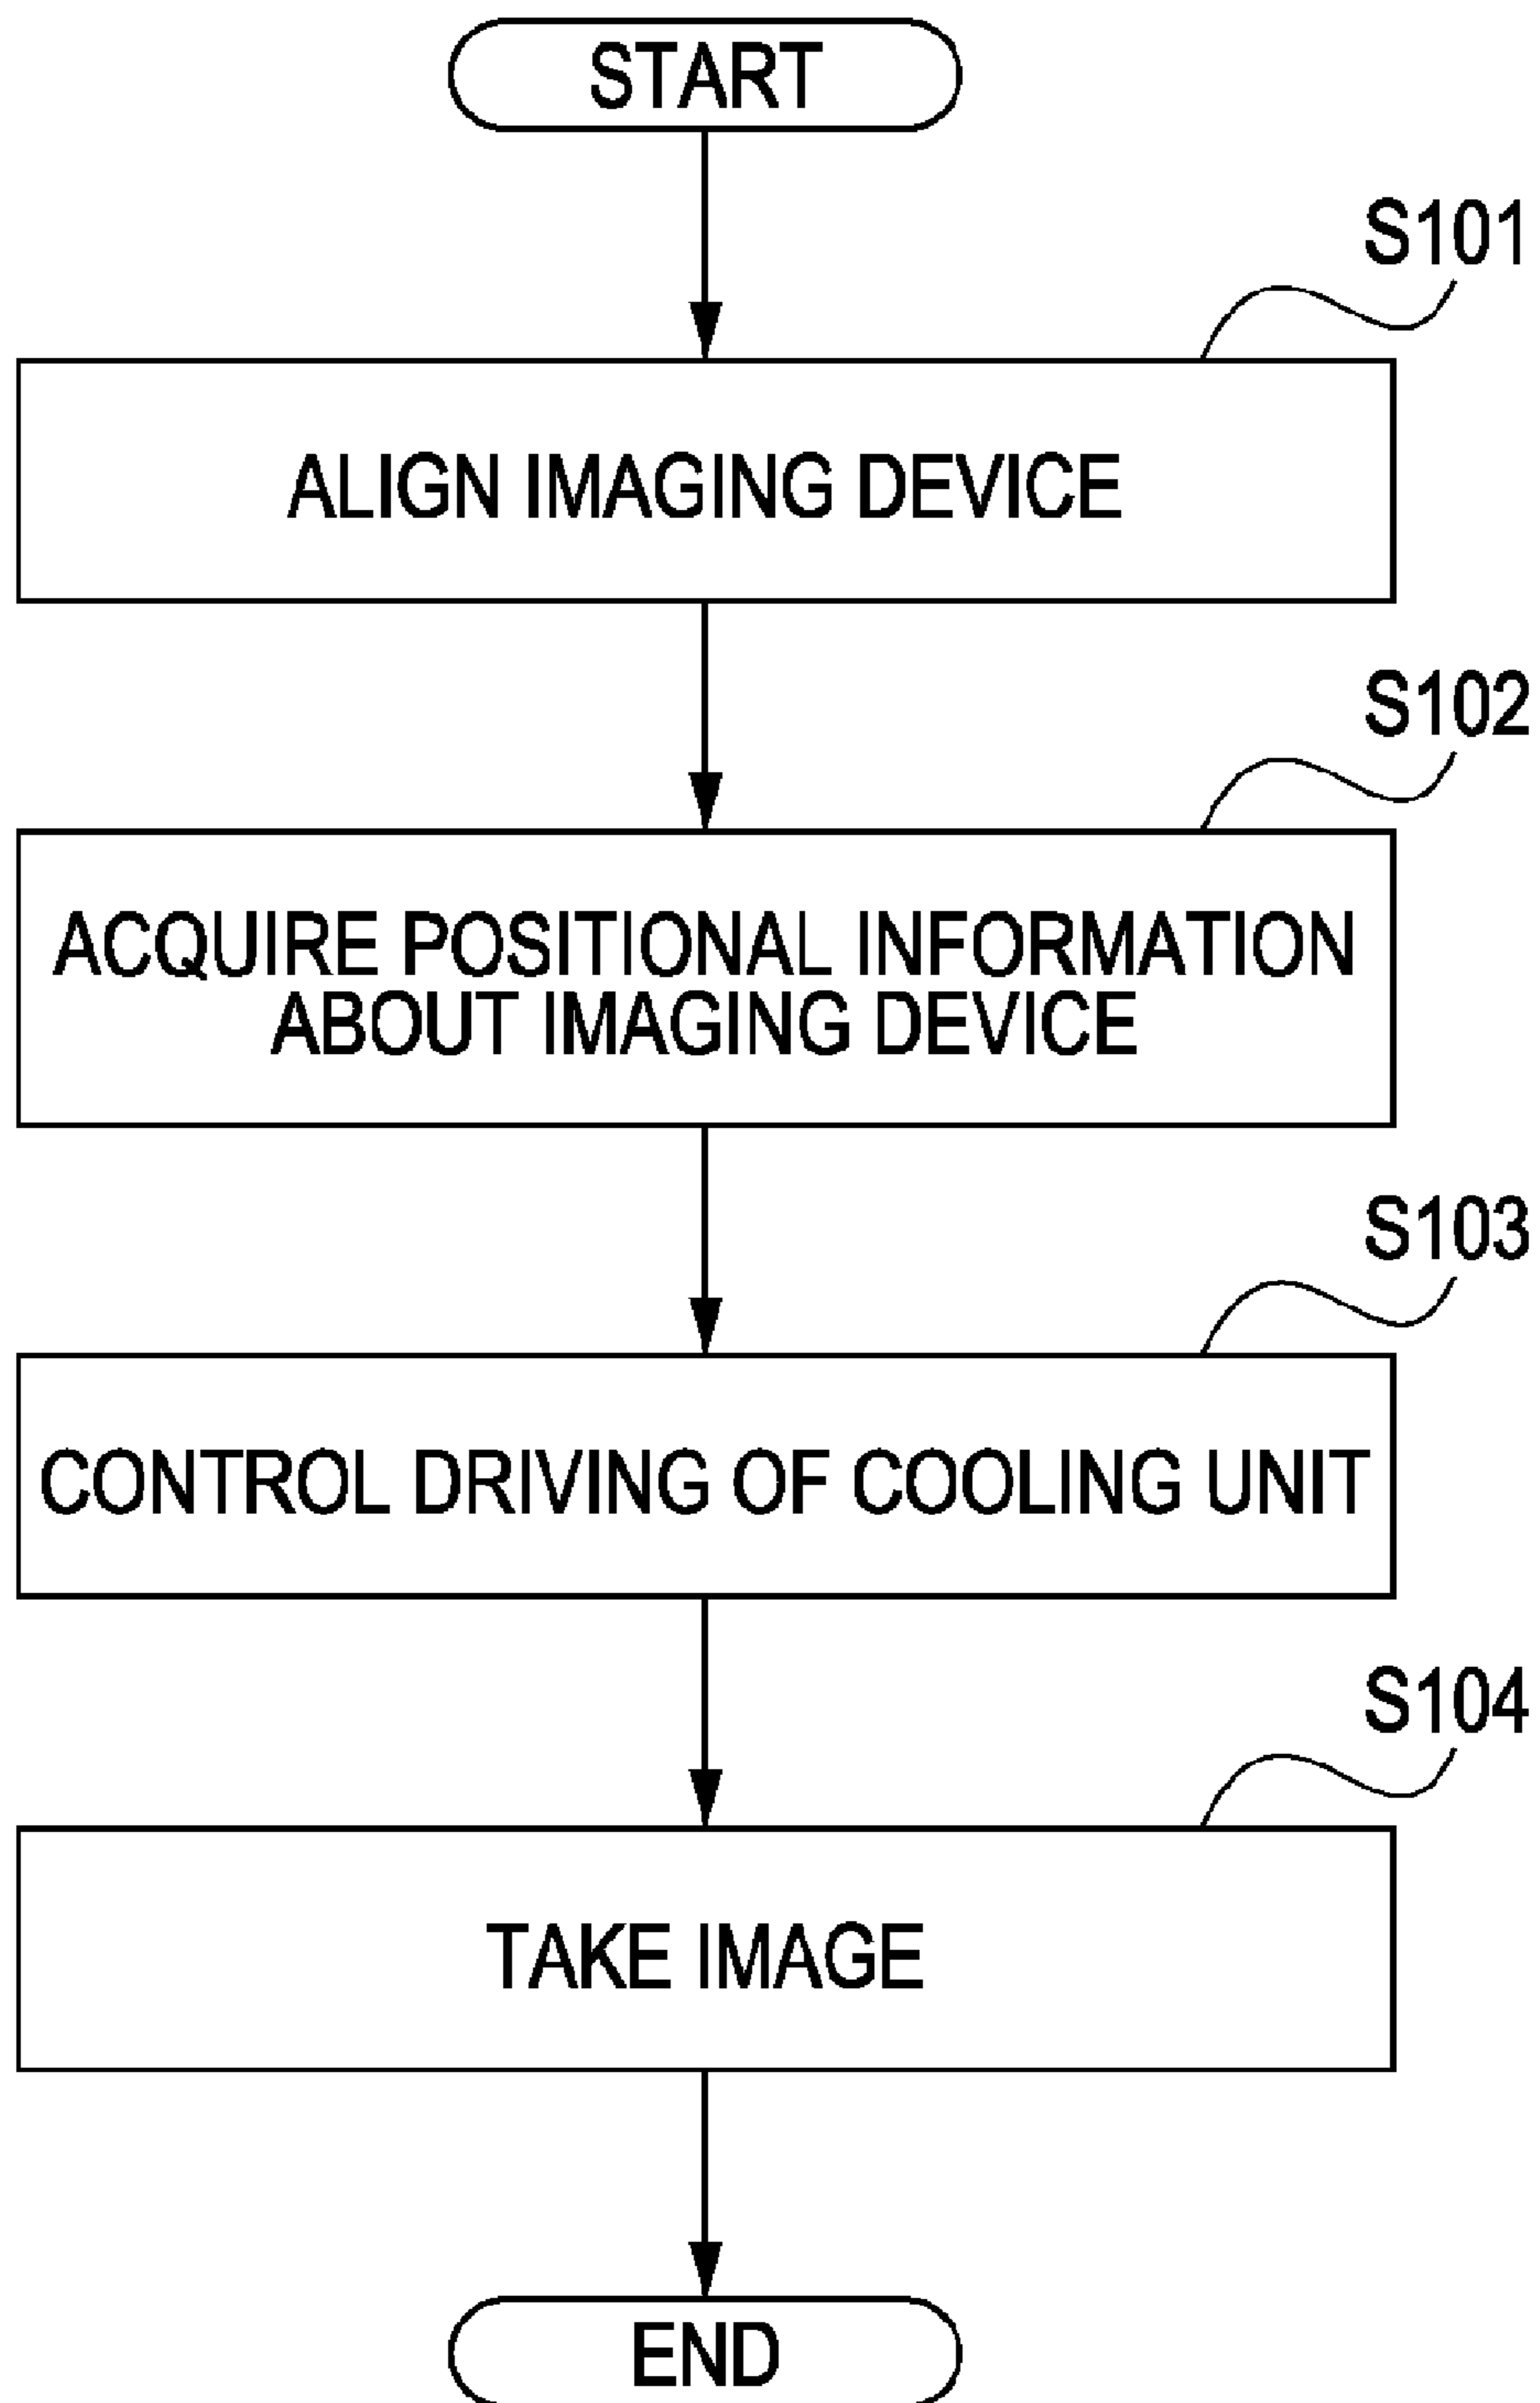 START
S101
ALIGN IMAGING DEVICE
S102
ACQUIRE POSITIONAL INFORMATION
ABOUT IMAGING DEVICE
S103
CONTROL DRIVING OF COOLING UNIT
S104
TAKE IMAGE
END